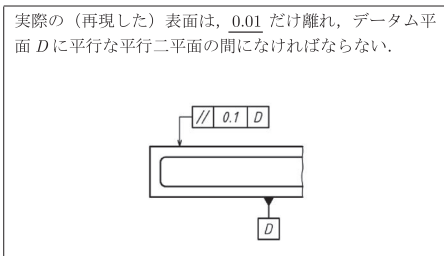 実際の（再現した）表面は，0.01 だけ離れ，データム平
面 D に平行な平行二平面の間になければならない．
// 0.1 D
D